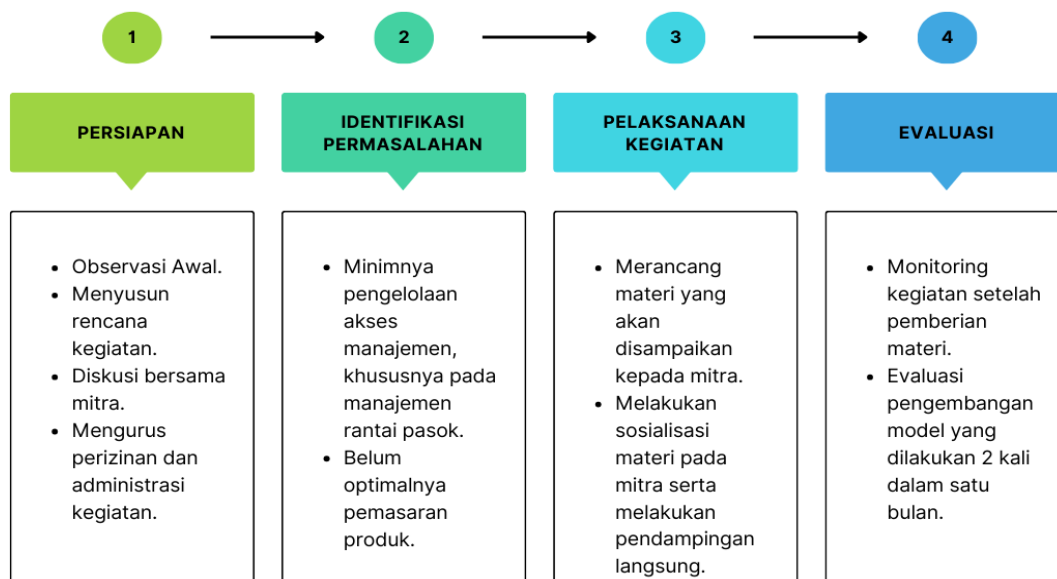 1
2
3
4
PERSIAPAN
IDENTIFIKASI
PERMASALAHAN
PELAKSANAAN
KEGIATAN
EVALUASI
• Observasi Awal.
• Menyusun
rencana
kegiatan.
• Diskusi bersama
mitra.
• Mengurus
perizinan dan
administrasi
kegiatan.
• Minimnya
pengelolaan
akses
manajemen,
khususnya pada
manajemen
rantai pasok.
• Belum
optimalnya
pemasaran
produk.
• Merancang
materi yang
akan
disampaikan
kepada mitra.
• Melakukan
sosialisasi
materi pada
mitra serta
melakukan
pendampingan
langsung.
• Monitoring
kegiatan setelah
pemberian
materi.
• Evaluasi
pengembangan
model yang
dilakukan 2 kali
dalam satu
bulan.